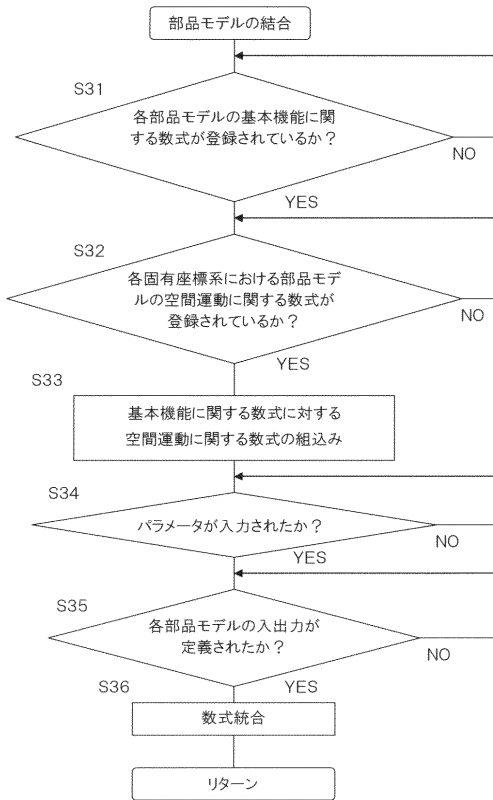 部品モデルの結合
S31
各部品モデルの基本機能に関
する数式が登録されているか？
NO
YES
S32
各固有座標系における部品モデ
ルの空間運動に関する数式が
登録されているか？
NO
YES
S33
基本機能に関する数式に対する
空間運動に関する数式の組込み
S34
パラメータが入力されたか？
NO
YES
S35
各部品モデルの入出力が
定義されたか？
NO
S36
YES
数式統合
リターン